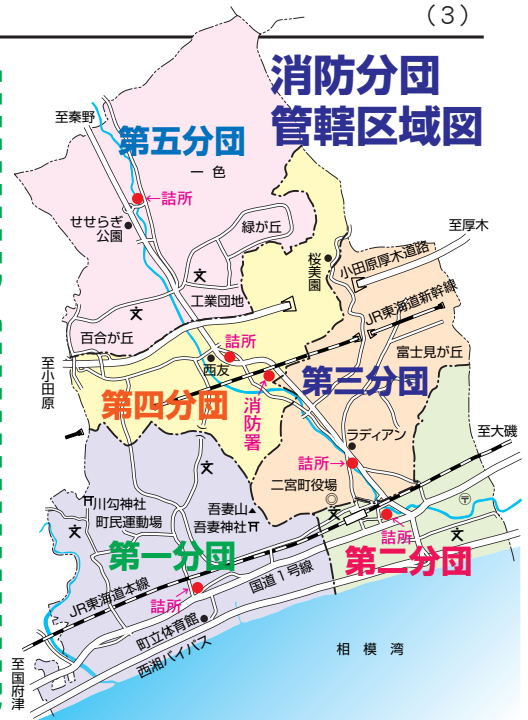 (3)
消防分団
管轄区域図
至秦野
第五分団
一色
←詰所
せせらぎ
公園
緑が丘
至厚木
桜美園
小田原厚木道路
文
工業団地
文
JR東海道新幹線
百合が丘
詰所
富士見が丘
至小田原
西友
第三分団
第四分団
消防署
ラディアン
至大磯
詰所→
文
二宮町役場
川勾神社
町民運動場
文
吾妻山
吾妻神社
文
〒
詰所
文
文
第一分団
第二分団
国道1号線
JR東海道本線
詰所
町立体育館
西湘バイパス
相模湾
至国府津